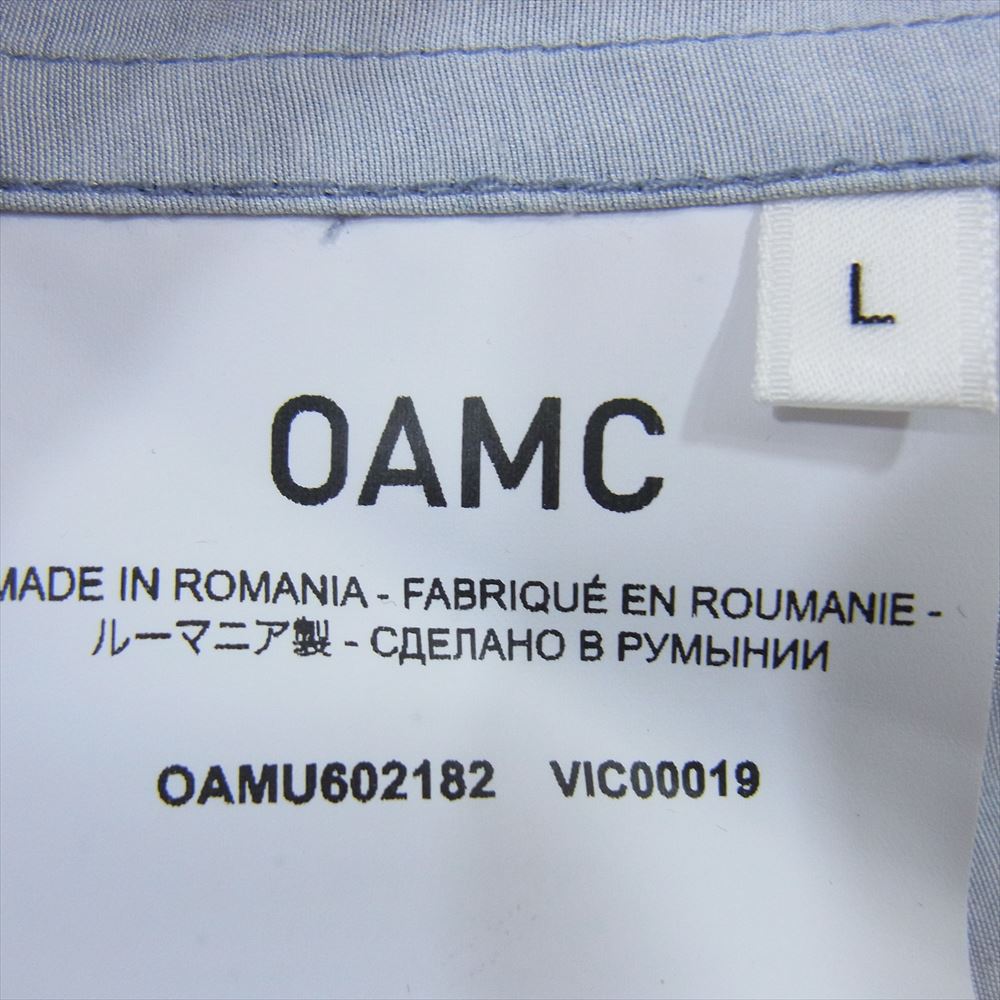 L
OAMC
MADE IN ROMANIA - FABRIQUÉ EN ROUMANIE -
ルーマニア製 - СДЕЛАНО В РУМЫНИИ
OAMU602182 VIC00019